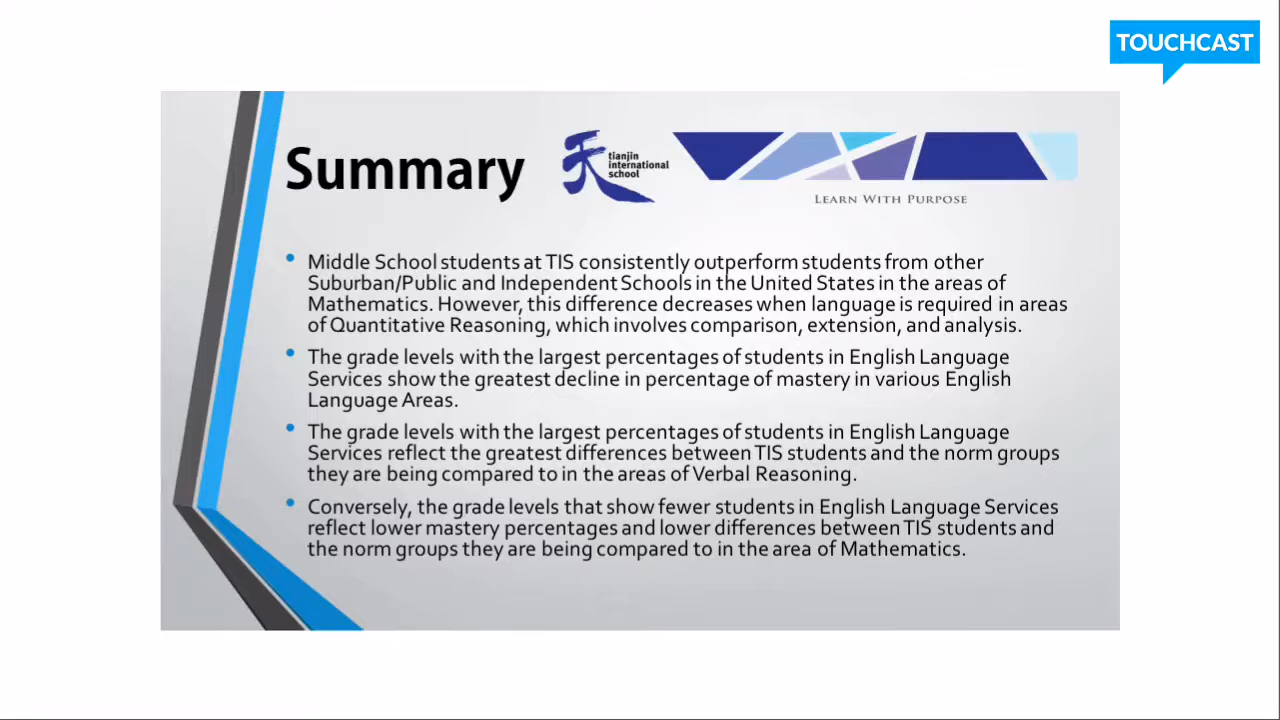 TOUCHCAST
Summary
天
tianjin
international
school
LEARN WITH PURPOSE
• Middle School students at TIS consistently outperform students from other
Suburban/Public and Independent Schools in the United States in the areas of
Mathematics. However, this difference decreases when language is required in areas
of Quantitative Reasoning, which involves comparison, extension, and analysis.
• The grade levels with the largest percentages of students in English Language
Services show the greatest decline in percentage of mastery in various English
Language Areas.
• The grade levels with the largest percentages of students in English Language
Services reflect the greatest differences between TIS students and the norm groups
they are being compared to in the areas of Verbal Reasoning.
• Conversely, the grade levels that show fewer students in English Language Services
reflect lower mastery percentages and lower differences between TIS students and
the norm groups they are being compared to in the area of Mathematics.